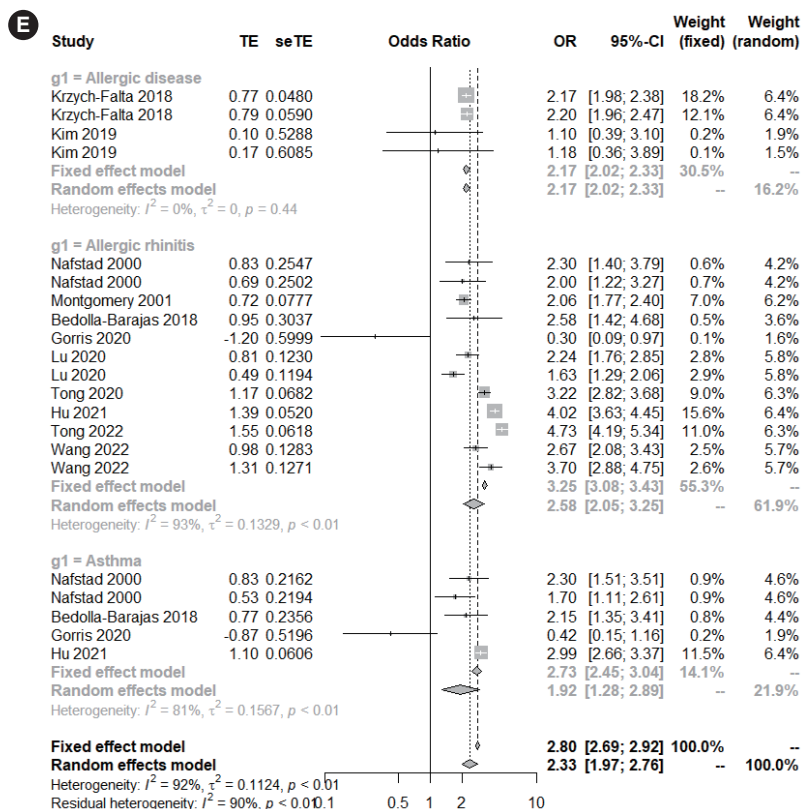 E
Weight Weight
Study TE seTE Odds Ratio OR 95%-CI (fixed) (random)
g1 = Allergic disease
Krzych-Falta 2018 0.77 0.0480 2.17 [1.98; 2.38] 18.2% 6.4%
Krzych-Falta 2018 0.79 0.0590 2.20 [1.96; 2.47] 12.1% 6.4%
Kim 2019 0.10 0.5288 1.10 [0.39; 3.10] 0.2% 1.9%
Kim 2019 0.17 0.6085 1.18 [0.36; 3.89] 0.1% 1.5%
Fixed effect model 2.17 [2.02; 2.33] 30.5% --
Random effects model 2.17 [2.02; 2.33] -- 16.2%
Heterogeneity: I² = 0%, τ² = 0, p = 0.44
g1 = Allergic rhinitis
Nafstad 2000 0.83 0.2547 2.30 [1.40; 3.79] 0.6% 4.2%
Nafstad 2000 0.69 0.2502 2.00 [1.22; 3.27] 0.7% 4.2%
Montgomery 2001 0.72 0.0777 2.06 [1.77; 2.40] 7.0% 6.2%
Bedolla-Barajas 2018 0.95 0.3037 2.58 [1.42; 4.68] 0.5% 3.6%
Gorris 2020 -1.20 0.5999 0.30 [0.09; 0.97] 0.1% 1.6%
Lu 2020 0.81 0.1230 2.24 [1.76; 2.85] 2.8% 5.8%
Lu 2020 0.49 0.1194 1.63 [1.29; 2.06] 2.9% 5.8%
Tong 2020 1.17 0.0682 3.22 [2.82; 3.68] 9.0% 6.3%
Hu 2021 1.39 0.0520 4.02 [3.63; 4.45] 15.6% 6.4%
Tong 2022 1.55 0.0618 4.73 [4.19; 5.34] 11.0% 6.3%
Wang 2022 0.98 0.1283 2.67 [2.08; 3.43] 2.5% 5.7%
Wang 2022 1.31 0.1271 3.70 [2.88; 4.75] 2.6% 5.7%
Fixed effect model 3.25 [3.08; 3.43] 55.3% --
Random effects model 2.58 [2.05; 3.25] -- 61.9%
Heterogeneity: I² = 93%, τ² = 0.1329, p < 0.01
g1 = Asthma
Nafstad 2000 0.83 0.2162 2.30 [1.51; 3.51] 0.9% 4.6%
Nafstad 2000 0.53 0.2194 1.70 [1.11; 2.61] 0.9% 4.6%
Bedolla-Barajas 2018 0.77 0.2356 2.15 [1.35; 3.41] 0.8% 4.4%
Gorris 2020 -0.87 0.5196 0.42 [0.15; 1.16] 0.2% 1.9%
Hu 2021 1.10 0.0606 2.99 [2.66; 3.37] 11.5% 6.4%
Fixed effect model 2.73 [2.45; 3.04] 14.1% --
Random effects model 1.92 [1.28; 2.89] -- 21.9%
Heterogeneity: I² = 81%, τ² = 0.1567, p < 0.01
Fixed effect model 2.80 [2.69; 2.92] 100.0% --
Random effects model 2.33 [1.97; 2.76] -- 100.0%
Heterogeneity: I² = 92%, τ² = 0.1124, p < 0.01
Residual heterogeneity: I² = 90%, p < 0.01
0.1 0.5 1 2 10